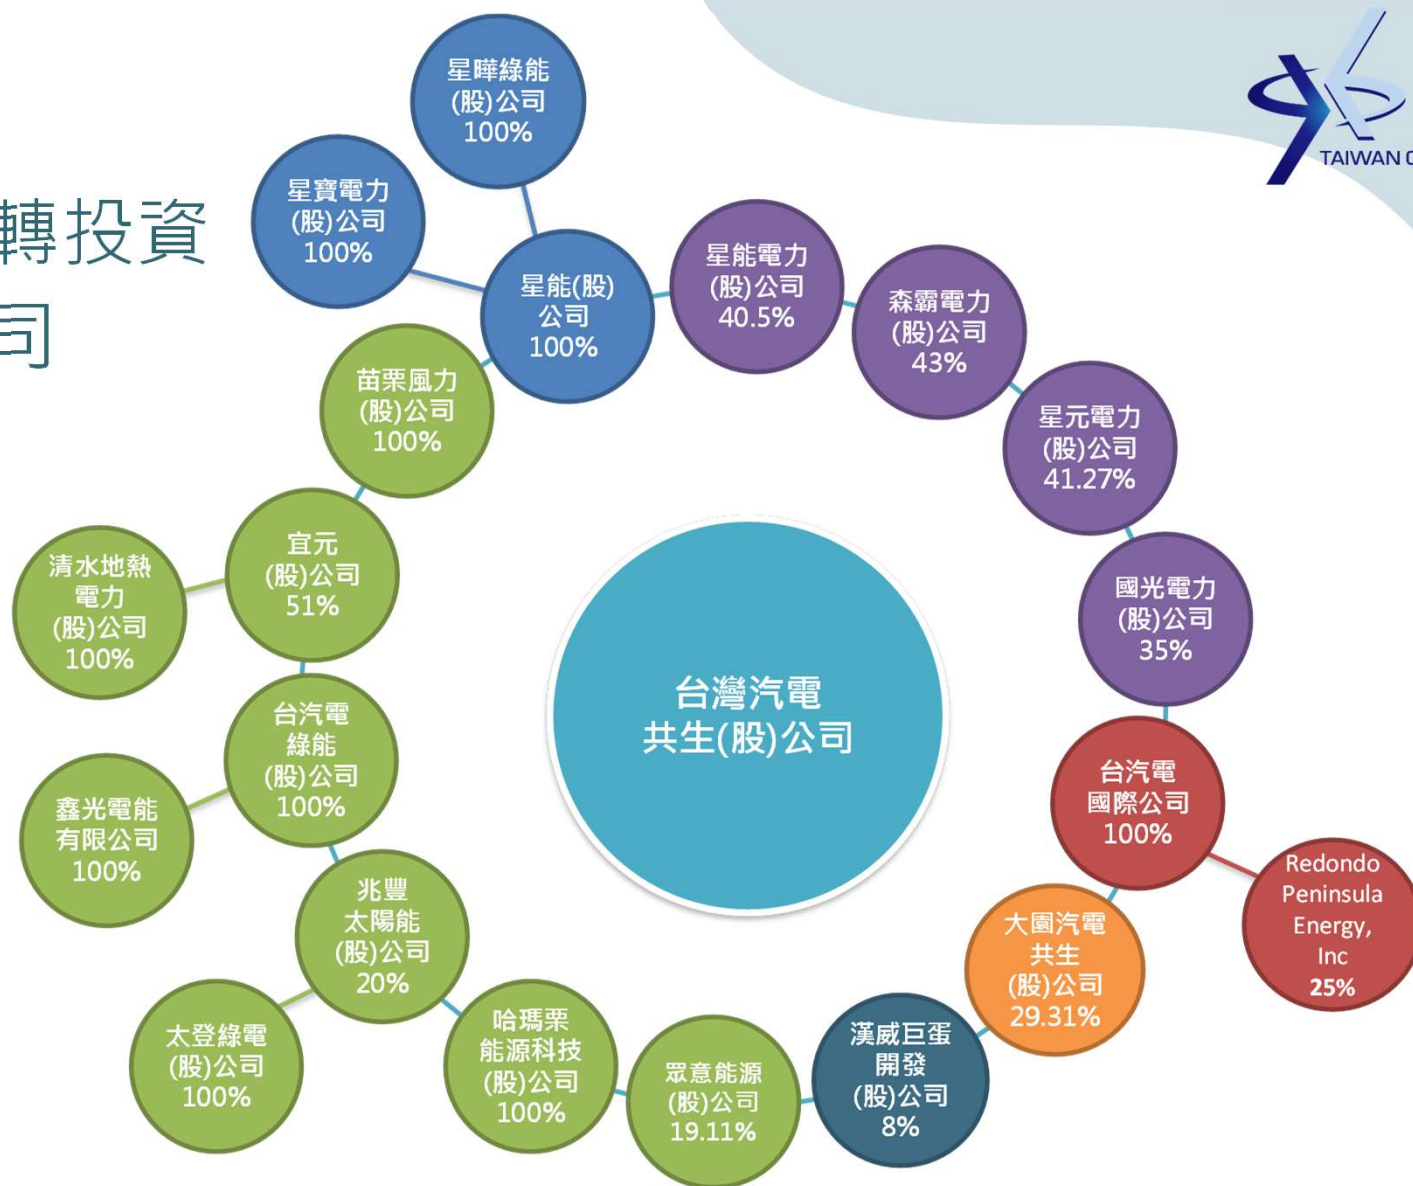 轉投資
司
TAIWAN C
星曄綠能
(股)公司
100%
星寶電力
(股)公司
100%
星能(股)
公司
100%
星能電力
(股)公司
40.5%
森霸電力
(股)公司
43%
星元電力
(股)公司
41.27%
國光電力
(股)公司
35%
台汽電
國際公司
100%
Redondo
Peninsula
Energy,
Inc
25%
大園汽電
共生
(股)公司
29.31%
漢威巨蛋
開發
(股)公司
8%
眾意能源
(股)公司
19.11%
哈瑪栗
能源科技
(股)公司
100%
兆豐
太陽能
(股)公司
20%
太登綠電
(股)公司
100%
台汽電
綠能
(股)公司
100%
鑫光電能
有限公司
100%
宜元
(股)公司
51%
清水地熱
電力
(股)公司
100%
苗栗風力
(股)公司
100%
台灣汽電
共生(股)公司